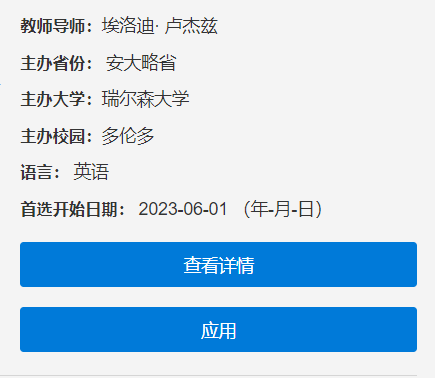 教师导师：埃洛迪· 卢杰兹
主办省份： 安大略省
主办大学：瑞尔森大学
主办校园：多伦多
语言： 英语
首选开始日期： 2023-06-01 （年-月-日）
查看详情
应用